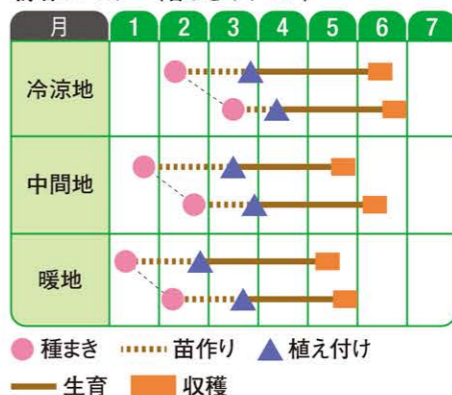 月 1 2 3 4 5 6 7
冷涼地
中間地
暖地
種まき 苗作り 植え付け
生育 収穫